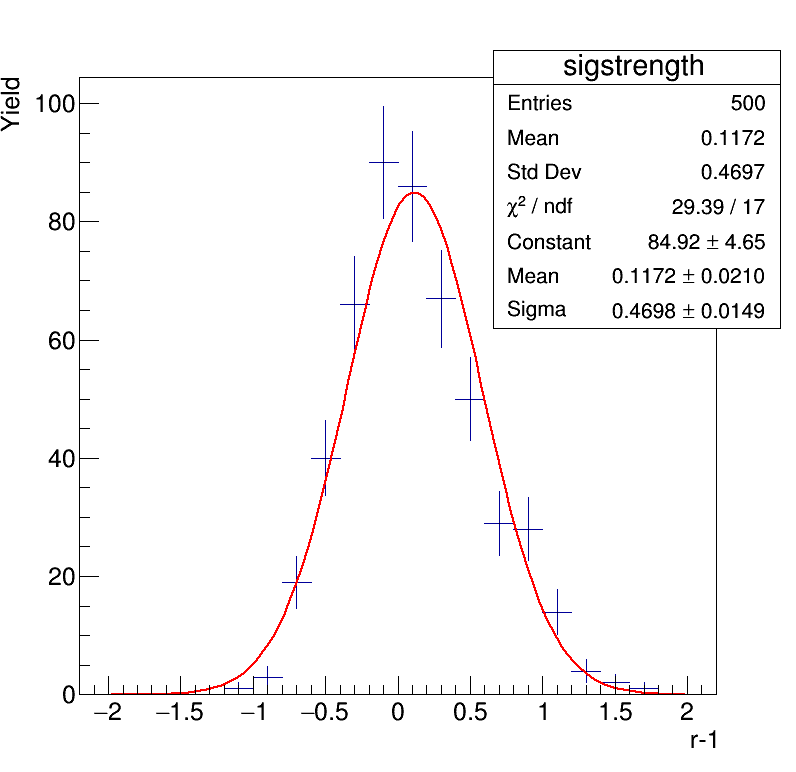 sigstrength
Entries 500
Mean 0.1172
Std Dev 0.4697
χ² / ndf 29.39 / 17
Constant 84.92 ± 4.65
Mean 0.1172 ± 0.0210
Sigma 0.4698 ± 0.0149
Yield
100
80
60
40
20
0
−2 −1.5 −1 −0.5 0 0.5 1 1.5 2
r-1